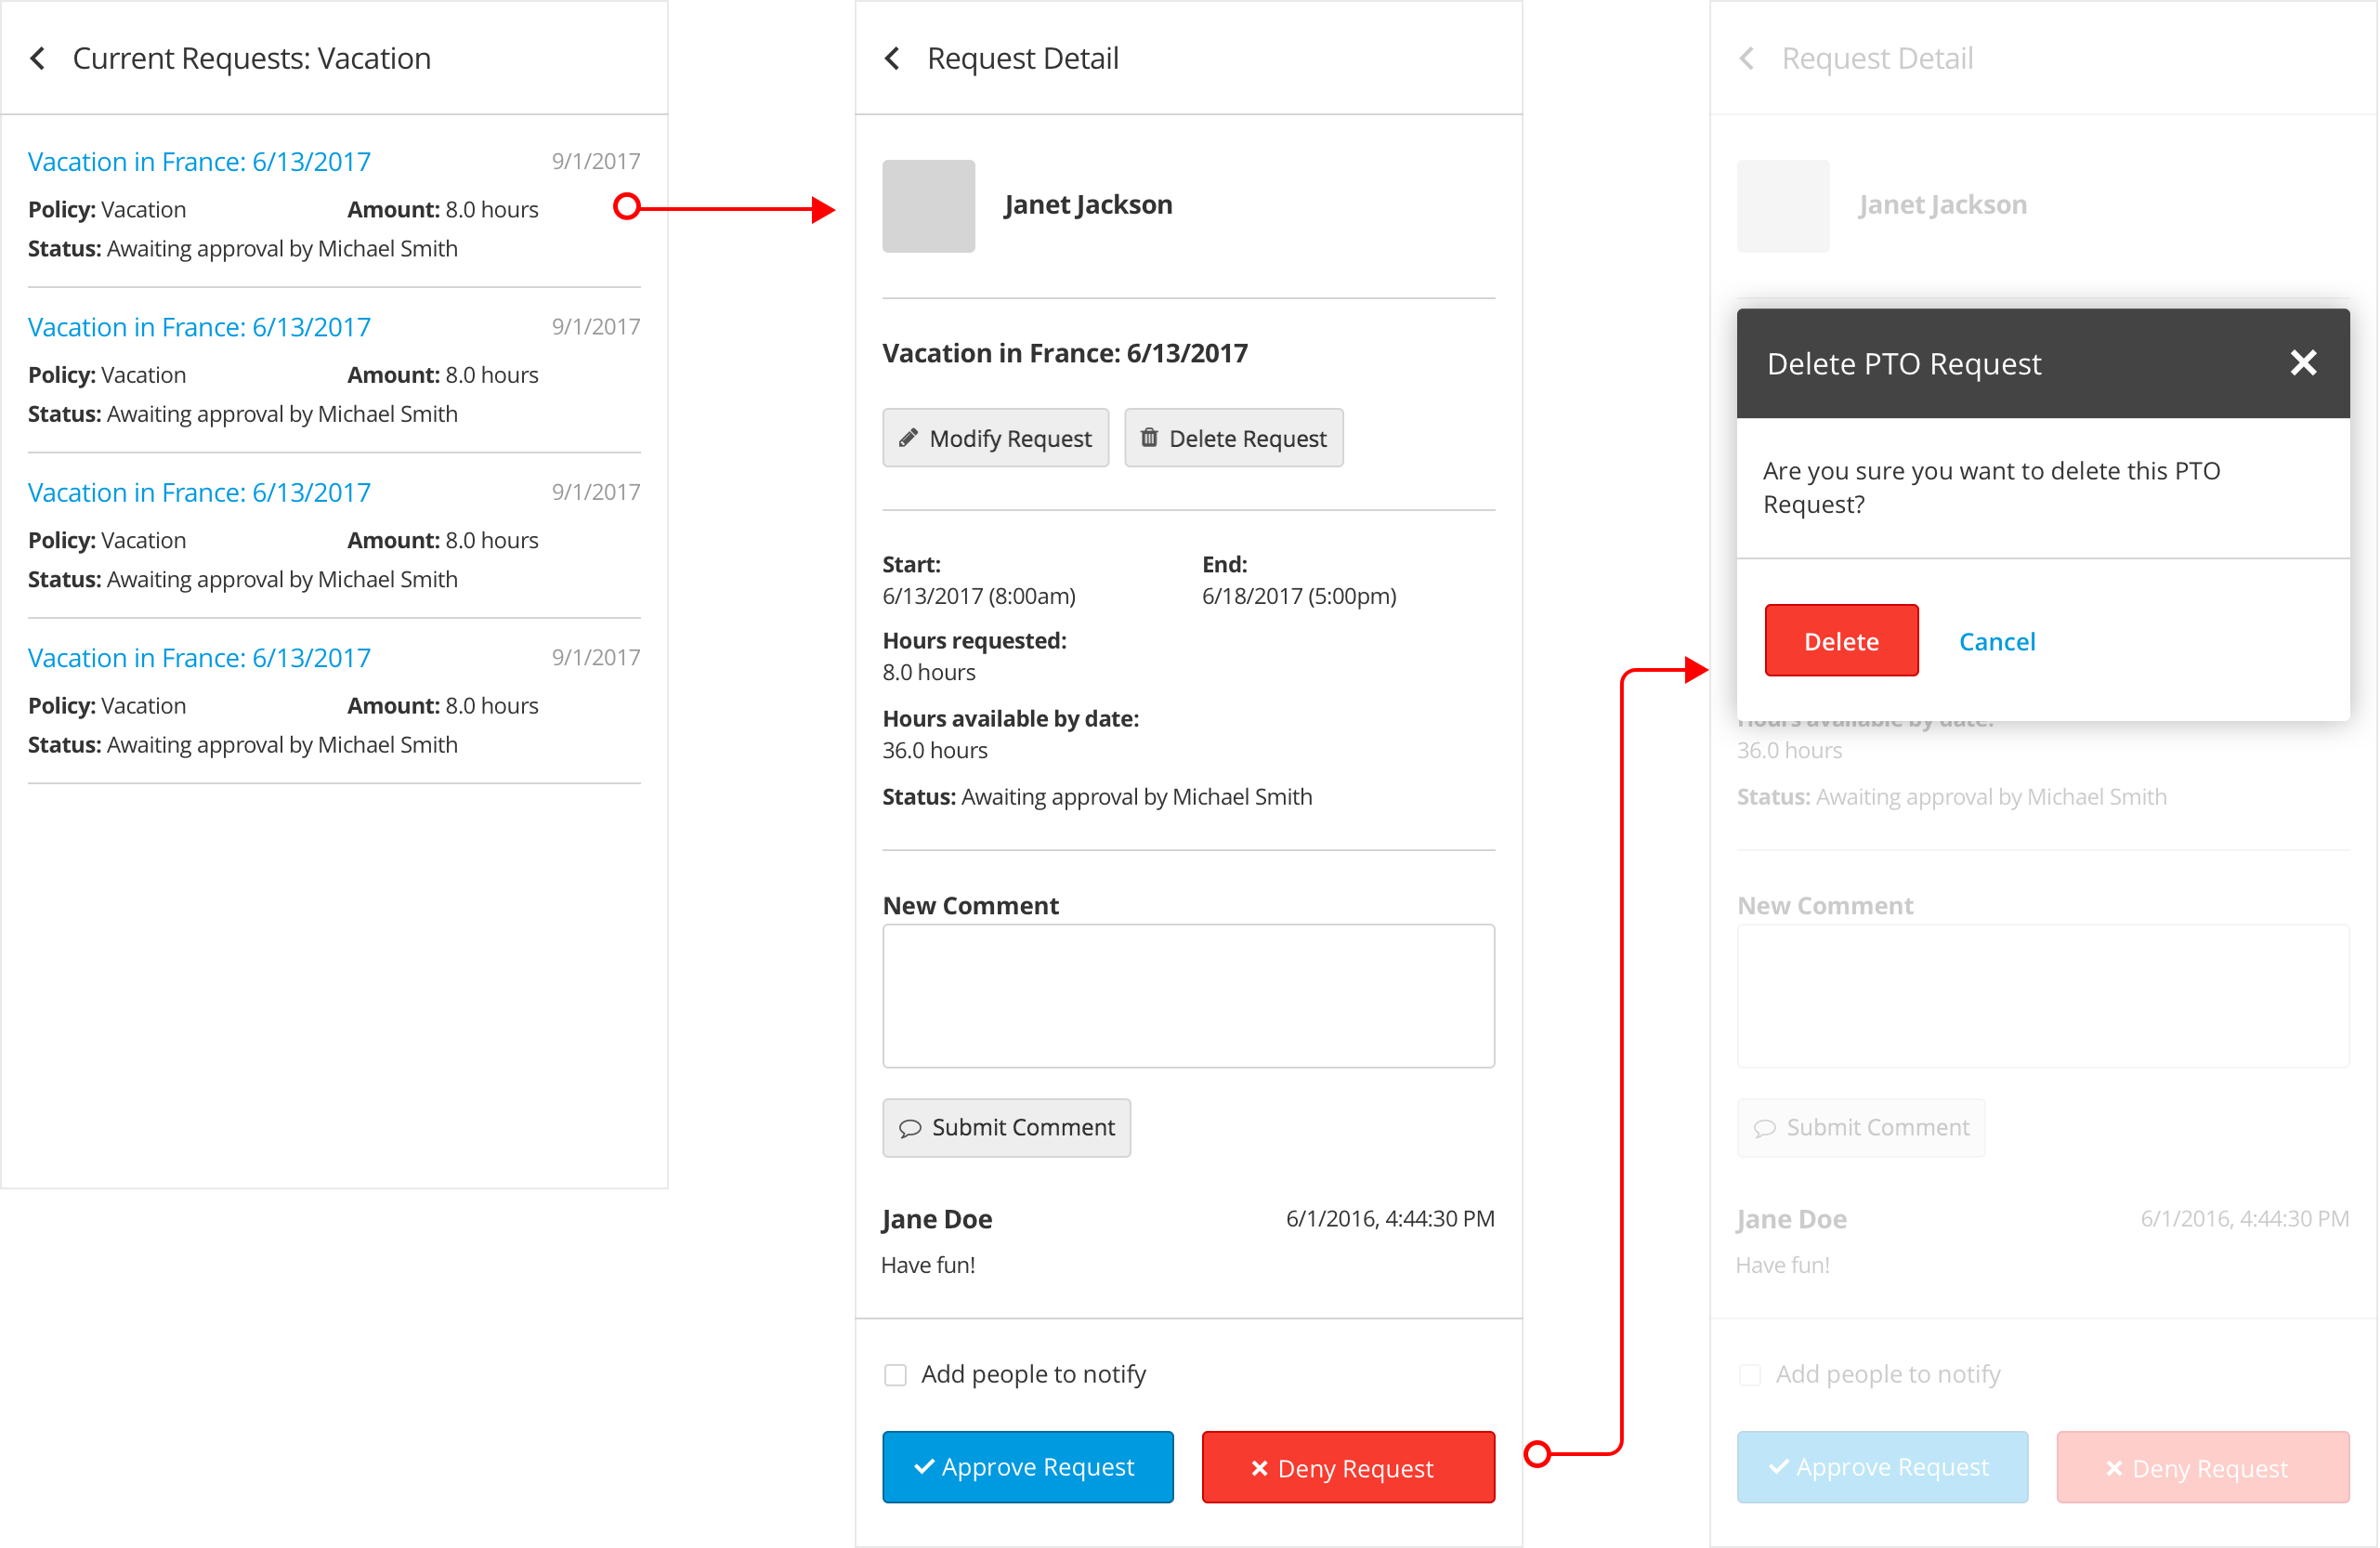 Current Requests: Vacation
Vacation in France: 6/13/2017 9/1/2017
Policy: Vacation Amount: 8.0 hours
Status: Awaiting approval by Michael Smith
Vacation in France: 6/13/2017 9/1/2017
Policy: Vacation Amount: 8.0 hours
Status: Awaiting approval by Michael Smith
Vacation in France: 6/13/2017 9/1/2017
Policy: Vacation Amount: 8.0 hours
Status: Awaiting approval by Michael Smith
Vacation in France: 6/13/2017 9/1/2017
Policy: Vacation Amount: 8.0 hours
Status: Awaiting approval by Michael Smith
Request Detail
Janet Jackson
Vacation in France: 6/13/2017
Modify Request Delete Request
Start: End:
6/13/2017 (8:00am) 6/18/2017 (5:00pm)
Hours requested:
8.0 hours
Hours available by date:
36.0 hours
Status: Awaiting approval by Michael Smith
New Comment
Submit Comment
Jane Doe 6/1/2016, 4:44:30 PM
Have fun!
Add people to notify
Approve Request Deny Request
Request Detail
Janet Jackson
Delete PTO Request
Are you sure you want to delete this PTO
Request?
Delete Cancel
Hours available by date:
36.0 hours
Status: Awaiting approval by Michael Smith
New Comment
Submit Comment
Jane Doe 6/1/2016, 4:44:30 PM
Have fun!
Add people to notify
Approve Request Deny Request